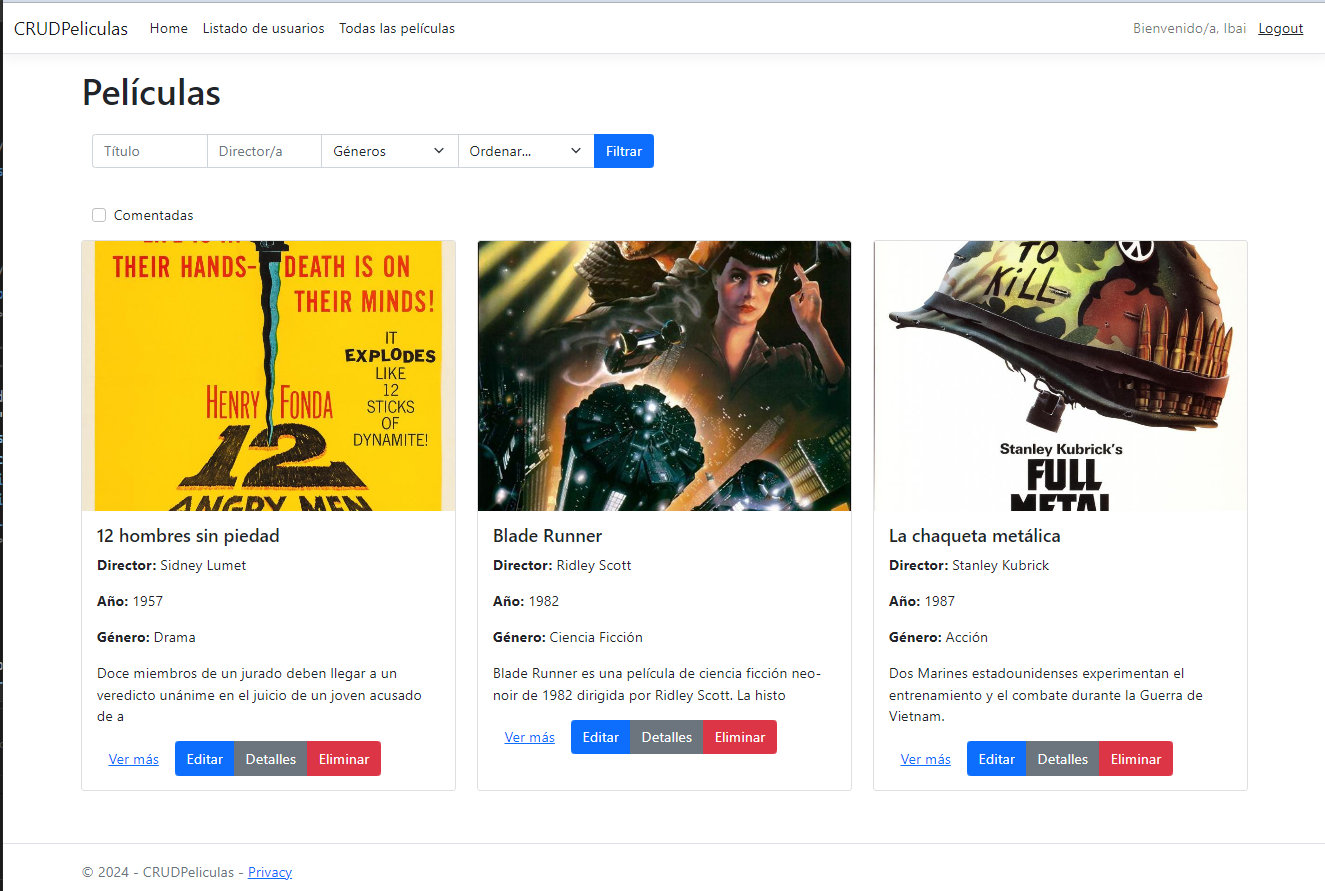 CRUDPeliculas Home Listado de usuarios Todas las películas Bienvenido/a, Ibai Logout
Películas
Título Director/a Géneros Ordenar... Filtrar
Comentadas
THEIR HANDS- DEATH IS ON
THEIR MINDS!
IT
EXPLODES
LIKE
12
STICKS
OF
DYNAMITE!
HENRY FONDA
12
ANGRY MEN
TO
KiLL
Stanley Kubrick's
FULL
METAL
12 hombres sin piedad
Director: Sidney Lumet
Año: 1957
Género: Drama
Doce miembros de un jurado deben llegar a un
veredicto unánime en el juicio de un joven acusado
de a
Ver más Editar Detalles Eliminar
Blade Runner
Director: Ridley Scott
Año: 1982
Género: Ciencia Ficción
Blade Runner es una película de ciencia ficción neo-
noir de 1982 dirigida por Ridley Scott. La histo
Ver más Editar Detalles Eliminar
La chaqueta metálica
Director: Stanley Kubrick
Año: 1987
Género: Acción
Dos Marines estadounidenses experimentan el
entrenamiento y el combate durante la Guerra de
Vietnam.
Ver más Editar Detalles Eliminar
© 2024 - CRUDPeliculas - Privacy